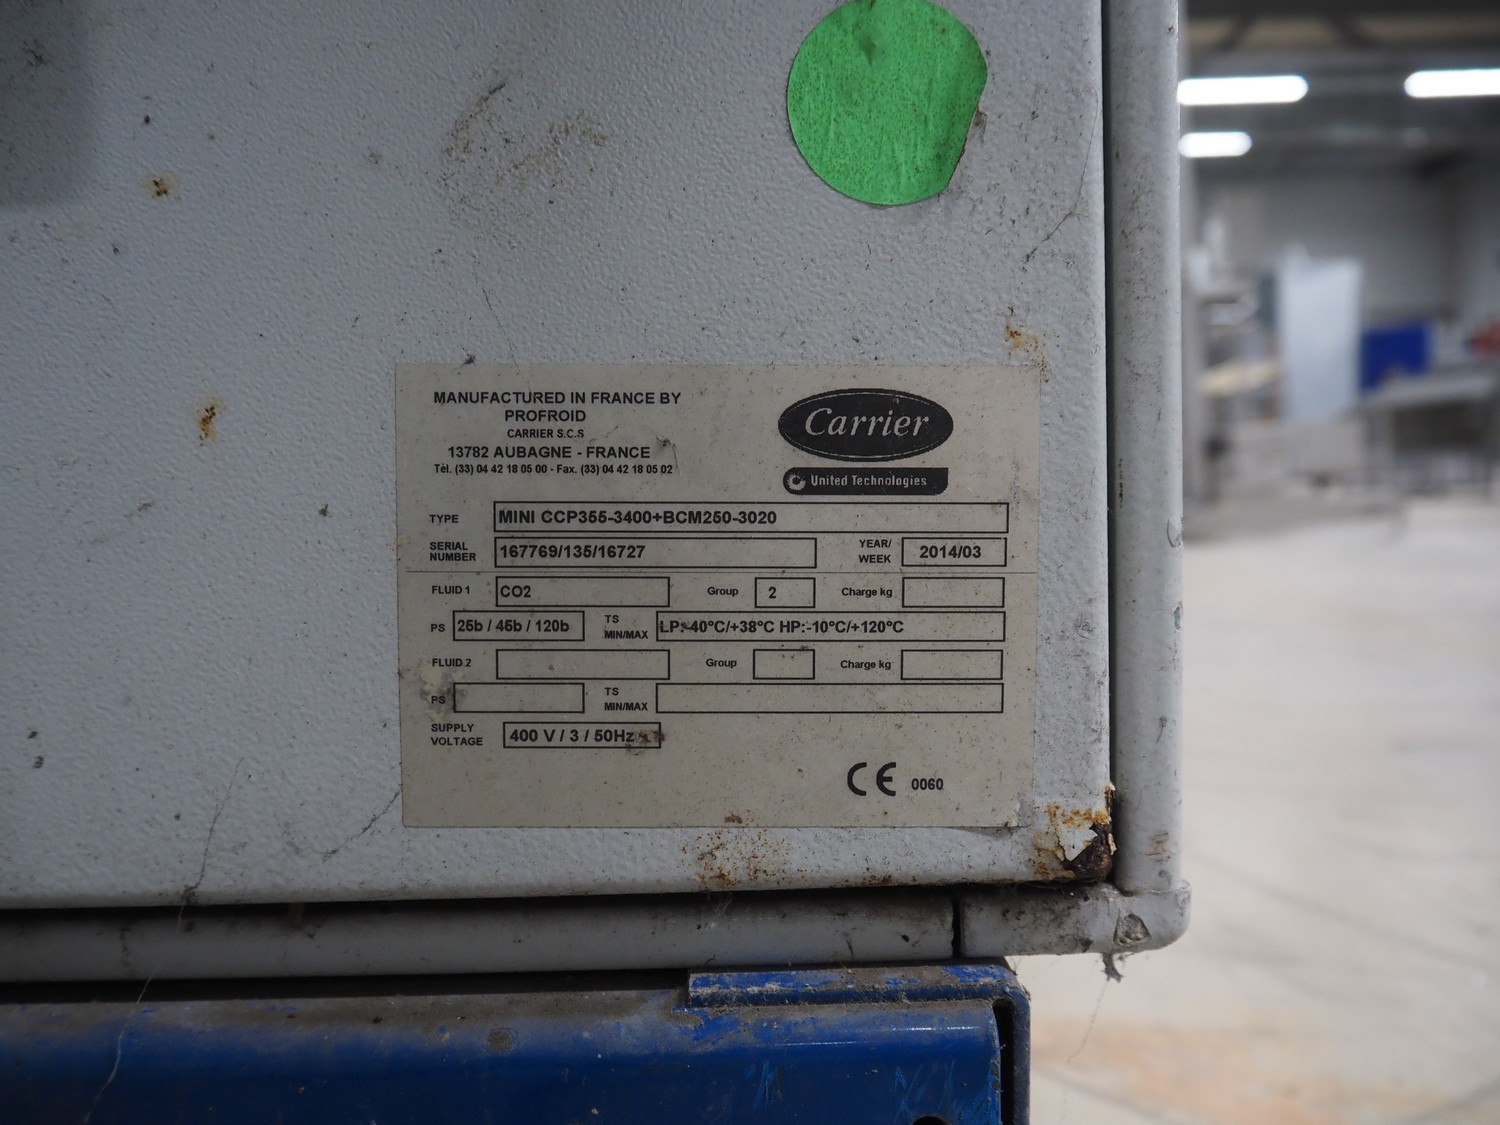 MANUFACTURED IN FRANCE BY
PROFROID
CARRIER S.C.S
13782 AUBAGNE - FRANCE
Tél. (33) 04 42 18 05 00 - Fax. (33) 04 42 18 05 02
Carrier
United Technologies
TYPE MINI CCP355-3400+BCM250-3020
SERIAL NUMBER 167769/135/16727 YEAR/ WEEK 2014/03
FLUID 1 CO2 Group 2 Charge kg
PS 25b / 45b / 120b TS MIN/MAX LP:-40°C/+38°C HP:-10°C/+120°C
FLUID 2 Group Charge kg
PS TS MIN/MAX
SUPPLY VOLTAGE 400 V / 3 / 50Hz
CE 0060